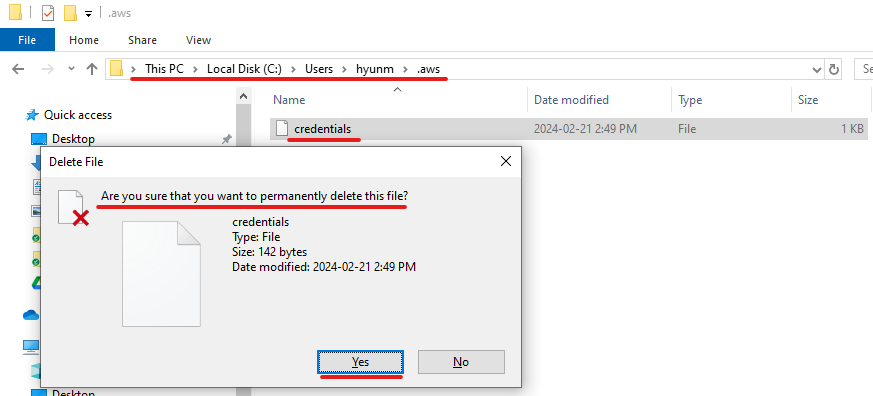 .aws
File Home Share View
This PC Local Disk (C:) Users hyunm .aws Se
Name Date modified Type Size
Quick access
credentials 2024-02-21 2:49 PM File 1 KB
Desktop
Delete File
Are you sure that you want to permanently delete this file?
credentials
Type: File
Size: 142 bytes
Date modified: 2024-02-21 2:49 PM
Yes No
Desktop